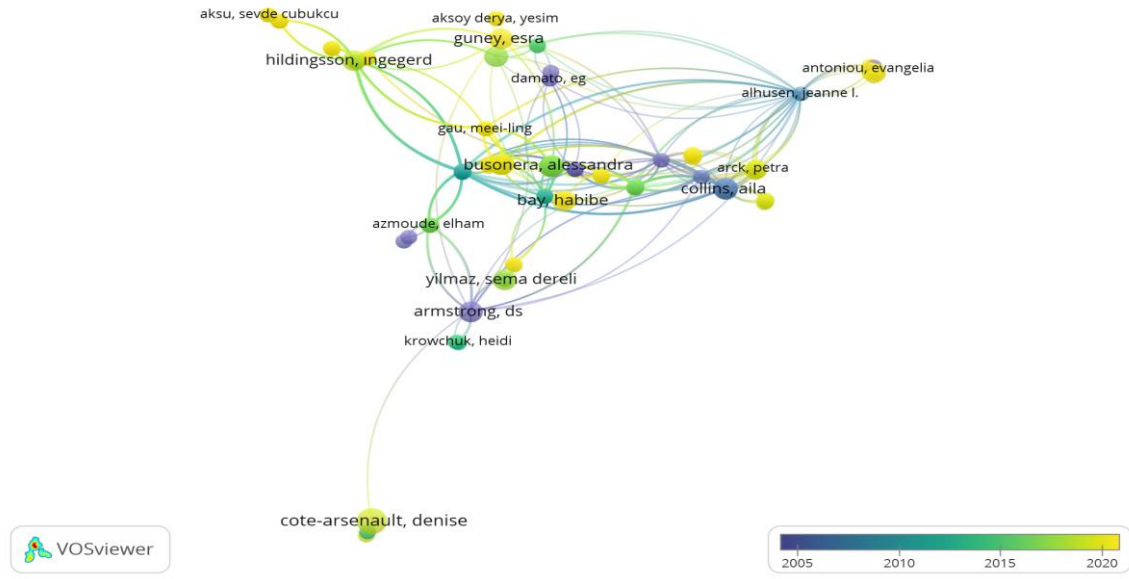 aksu, sevde cubukcu
aksoy derya, yesim
guney, esra
hildingsson, ingegerd
damato, eg
antoniou, evangelia
alhusen, jeanne l.
gau, meei-ling
busonera, alessandra
arck, petra
collins, aila
bay, habibe
azmoude, elham
yilmaz, sema dereli
armstrong, ds
krowchuk, heidi
cote-arsenault, denise
VOSviewer
2005 2010 2015 2020